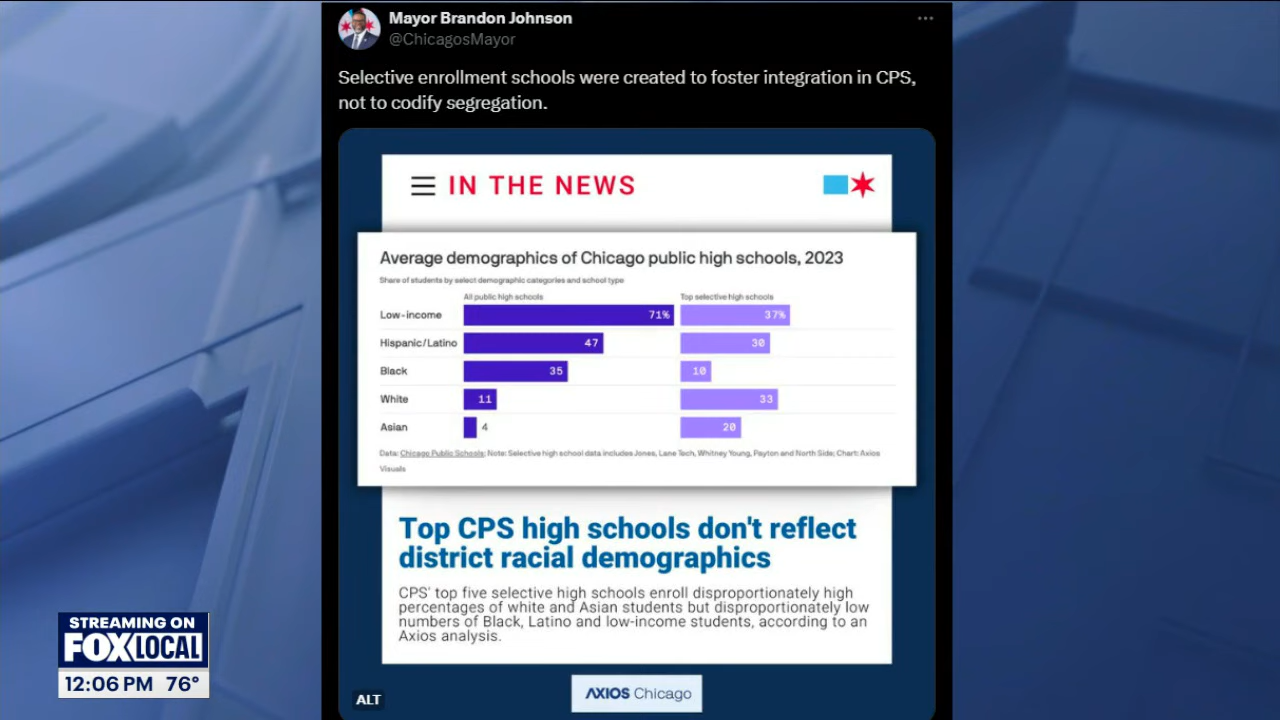 Mayor Brandon Johnson
@ChicagosMayor
Selective enrollment schools were created to foster integration in CPS,
not to codify segregation.
IN THE NEWS
Average demographics of Chicago public high schools, 2023
Share of students by select demographic categories and school type
All public high schools Top selective high schools
Low-income 71% 37%
Hispanic/Latino 47 30
Black 35 10
White 11 33
Asian 4 20
Data: Chicago Public Schools; Note: Selective high school data includes Jones, Lane Tech, Whitney Young, Payton and North Side; Chart: Axios
Visuals
Top CPS high schools don't reflect
district racial demographics
CPS' top five selective high schools enroll disproportionately high
percentages of white and Asian students but disproportionately low
numbers of Black, Latino and low-income students, according to an
Axios analysis.
ALT
AXIOS Chicago
STREAMING ON
FOX LOCAL
12:06 PM 76°